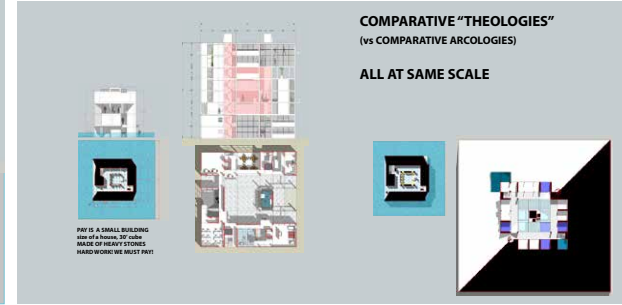 COMPARATIVE “THEOLOGIES”
(vs COMPARATIVE ARCOLOGIES)
ALL AT SAME SCALE
PAY IS A SMALL BUILDING
size of a house, 30' cube
MADE OF HEAVY STONES
HARD WORK! WE MUST PAY!